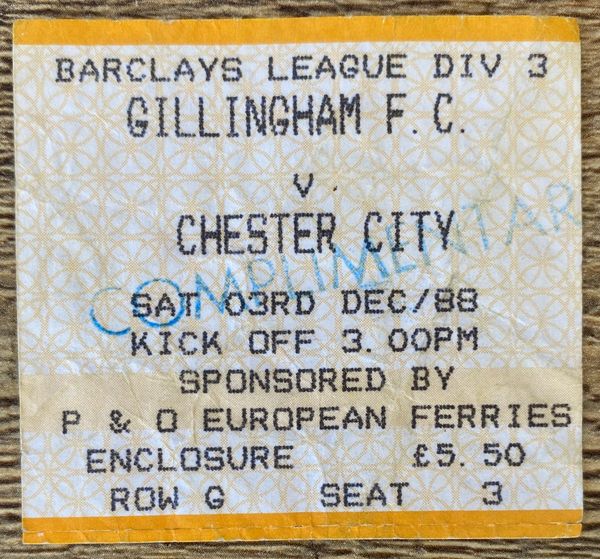 BARCLAYS LEAGUE DIV 3
GILLINGHAM F.C.
V
CHESTER CITY
COMPLIMENTAR
SAT 03RD DEC/88
KICK OFF 3.00PM
SPONSORED BY
P & O EUROPEAN FERRIES
ENCLOSURE £5.50
ROW G SEAT 3